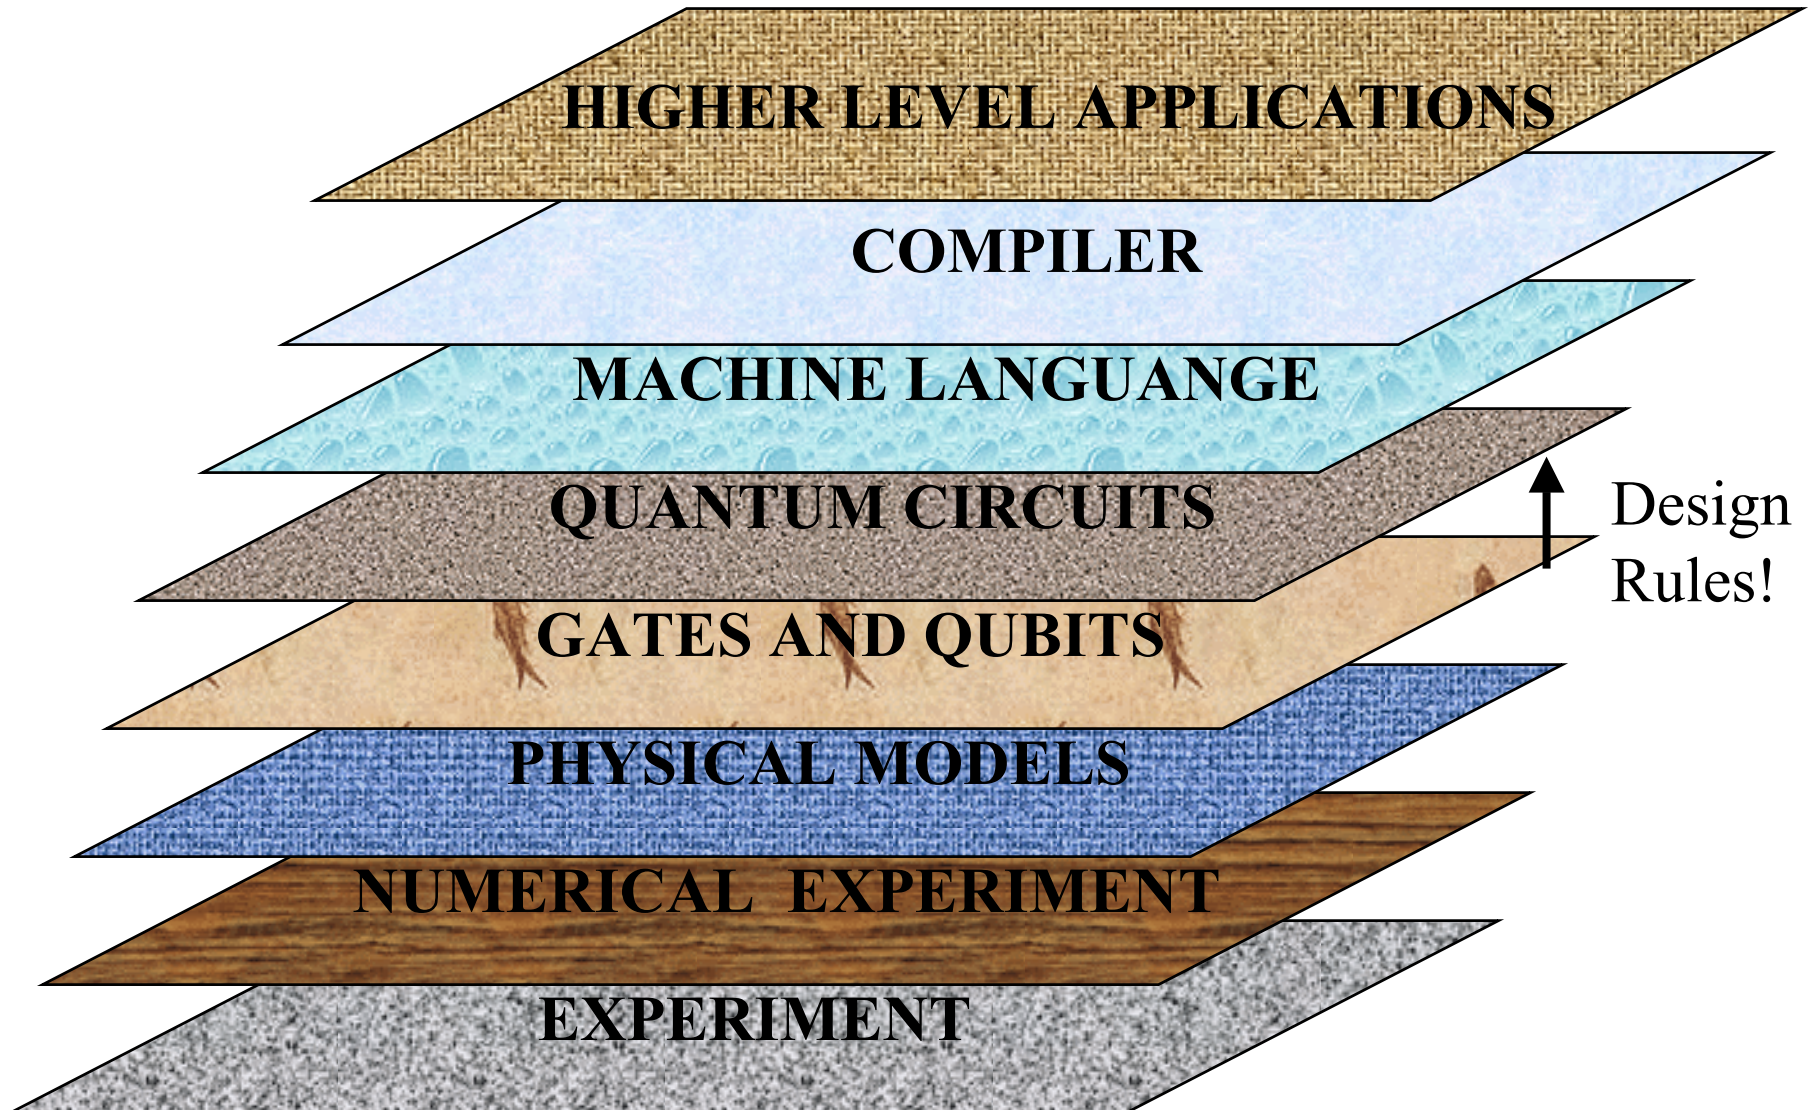 HIGHER LEVEL APPLICATIONS
COMPILER
MACHINE LANGUANGE
QUANTUM CIRCUITS
Design
Rules!
GATES AND QUBITS
PHYSICAL MODELS
NUMERICAL EXPERIMENT
EXPERIMENT